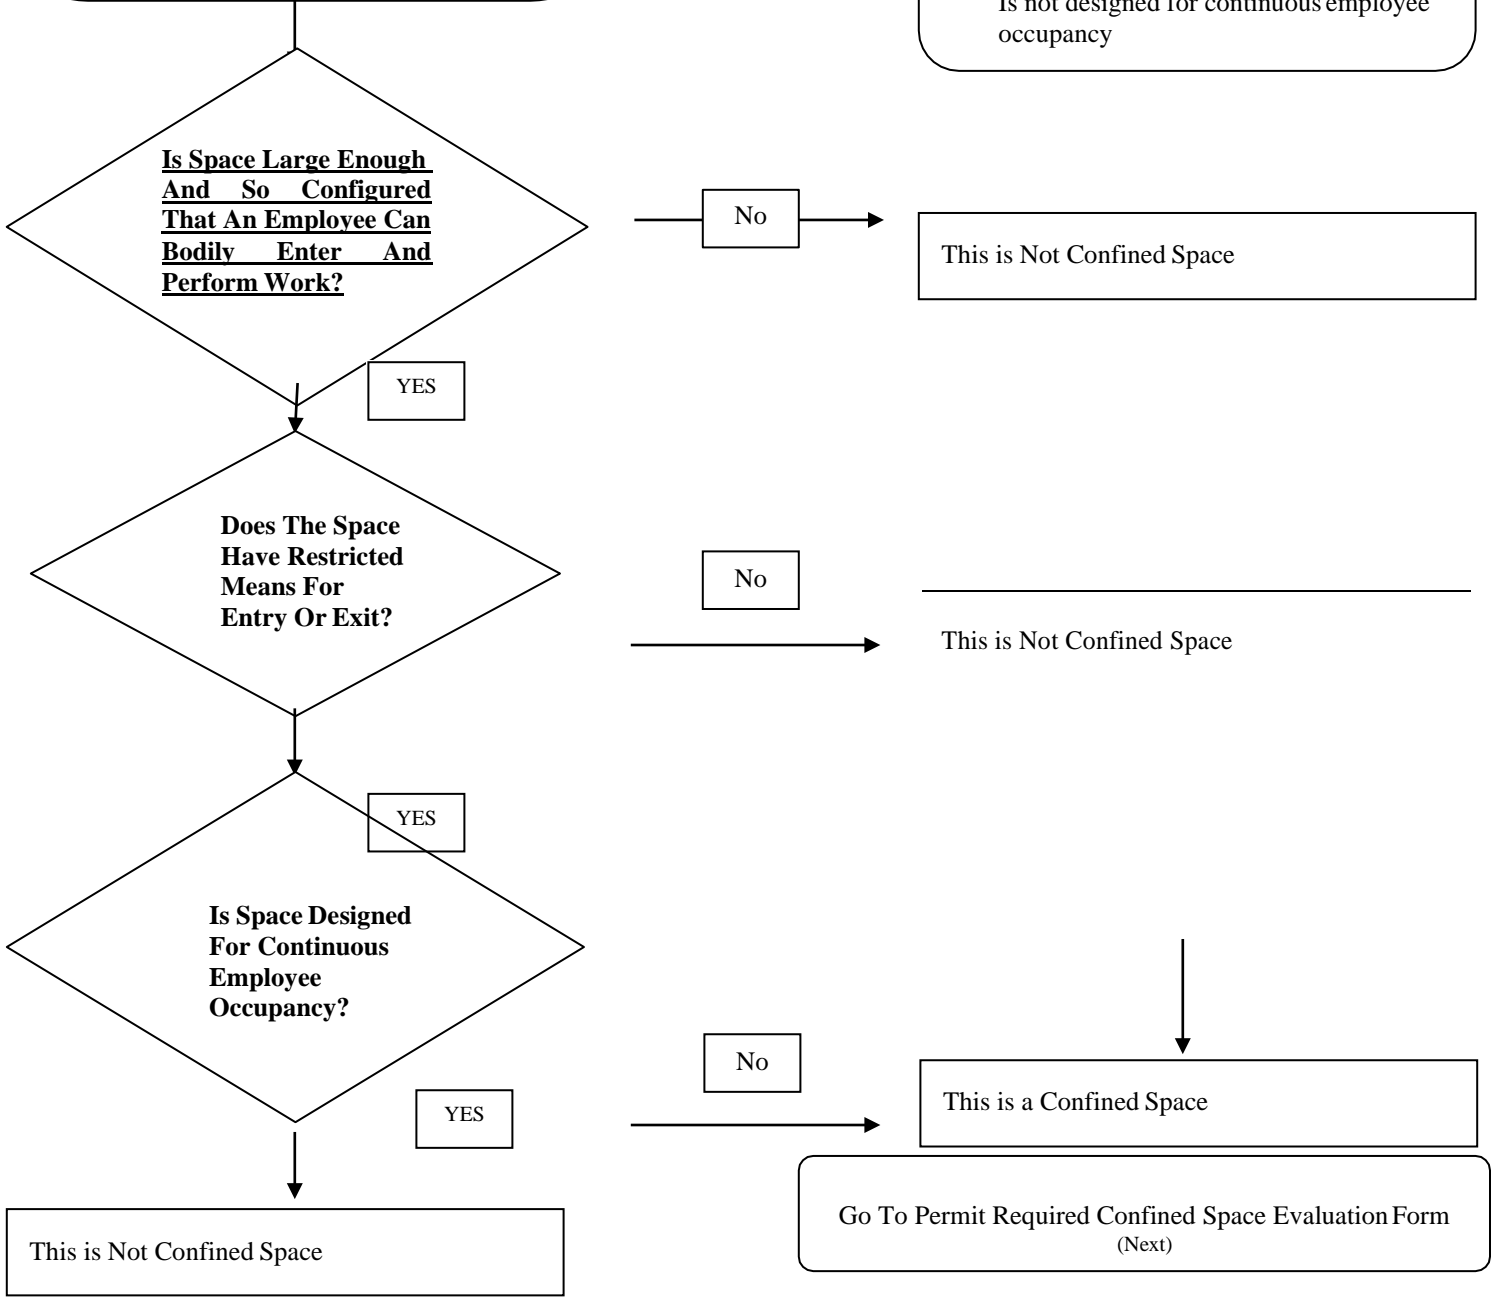 Is not designed for continuous employee
occupancy
Is Space Large Enough
And So Configured
That An Employee Can
Bodily Enter And
Perform Work?
No
This is Not Confined Space
YES
Does The Space
Have Restricted
Means For
Entry Or Exit?
No
This is Not Confined Space
YES
Is Space Designed
For Continuous
Employee
Occupancy?
No
This is a Confined Space
YES
Go To Permit Required Confined Space Evaluation Form
(Next)
This is Not Confined Space